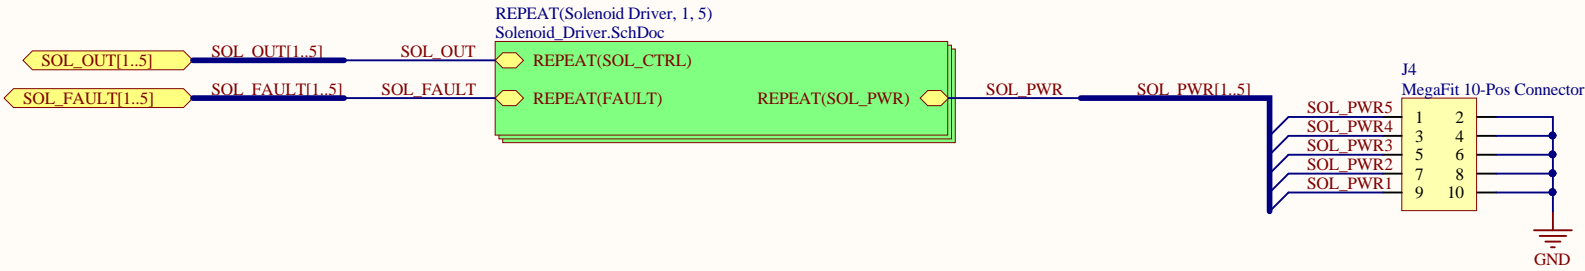 REPEAT(Solenoid Driver, 1, 5)
Solenoid_Driver.SchDoc
SOL_OUT[1..5]
SOL_OUT[1..5]
SOL_OUT
REPEAT(SOL_CTRL)
SOL_FAULT[1..5]
SOL_FAULT[1..5]
SOL_FAULT
REPEAT(FAULT)
REPEAT(SOL_PWR)
SOL_PWR
SOL_PWR[1..5]
J4
MegaFit 10-Pos Connector
SOL_PWR5 1 2
SOL_PWR4 3 4
SOL_PWR3 5 6
SOL_PWR2 7 8
SOL_PWR1 9 10
GND